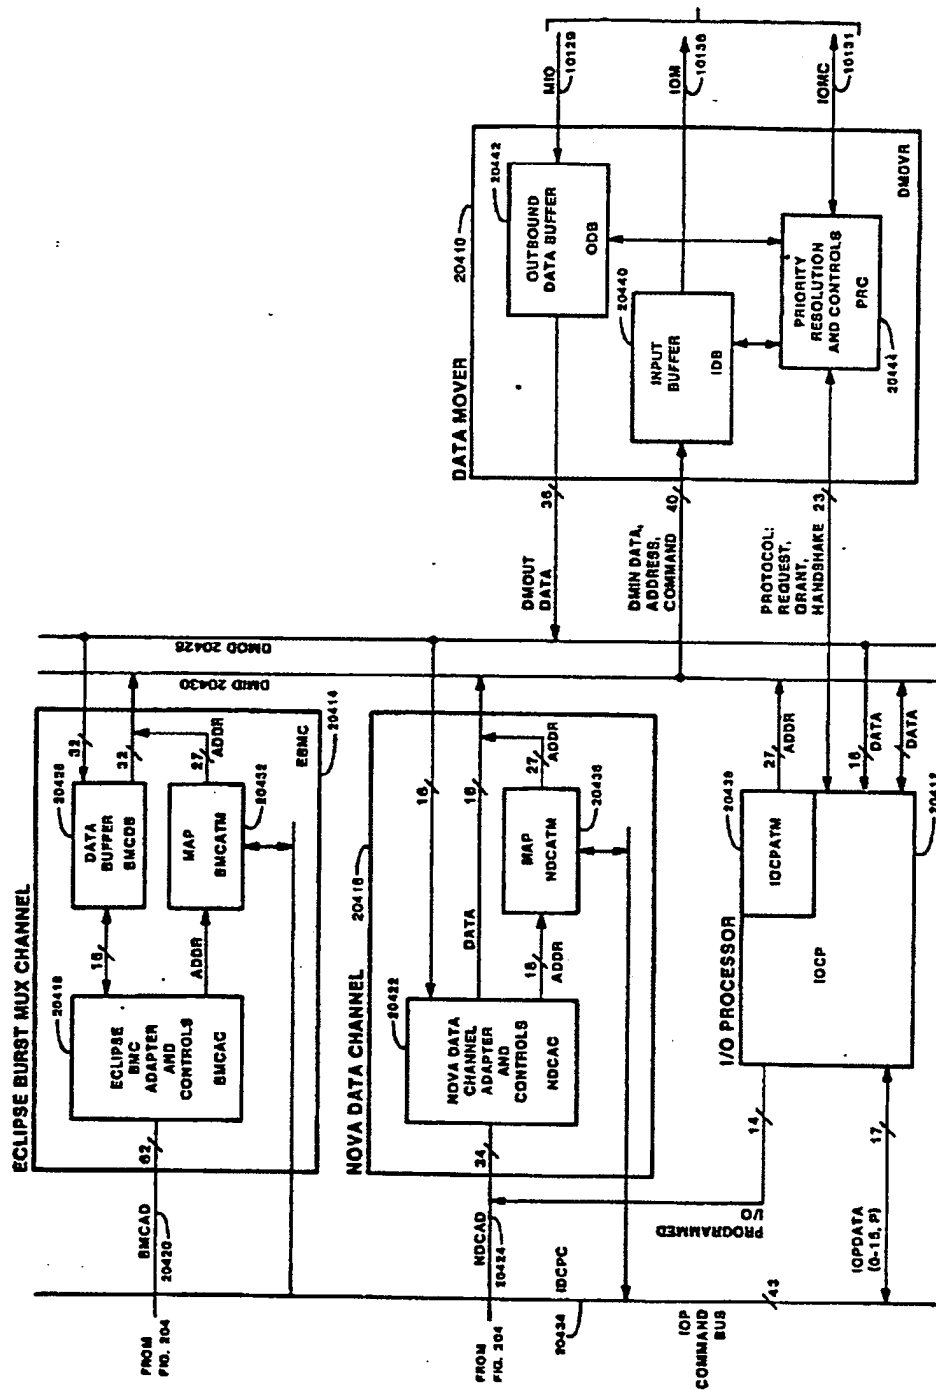 ECLIPSE BURST MUX CHANNEL
FROM
FIG. 204
BMCAD
20420
62
20418
ECLIPSE
BMC
ADAPTER
AND
CONTROLS
BMCAC
16
ADDR
DATA
BUFFER
BMCDB
MAP
BMCATM
20432
32
32
27
ADDR
EBMC
20414
DMOD 20428
DMID 20430
NOVA DATA CHANNEL
20416
FROM
FIG. 204
NDCAD
20424
34
20422
NOVA DATA
CHANNEL
ADAPTER
AND
CONTROLS
NDCAC
16
DATA
16
ADDR
MAP
NDCATM
20436
16
27
ADDR
IOCPC
20434
IOP
COMMAND
BUS
43
PROGRAMMED
I/O
14
IOPDATA
(0-15, P)
17
I/O PROCESSOR
IOCP
IOCPATM
20438
27
ADDR
16
DATA
DATA
DMOUT
DATA
36
DMIN DATA,
ADDRESS,
COMMAND
40
PROTOCOL:
REQUEST,
GRANT,
HANDSHAKE
23
DATA MOVER
20410
OUTBOUND
DATA BUFFER
ODB
20442
INPUT
BUFFER
IDB
20440
PRIORITY
RESOLUTION
AND CONTROLS
PRC
20444
DMOVR
MIO
10129
IOM
IOMC
10131